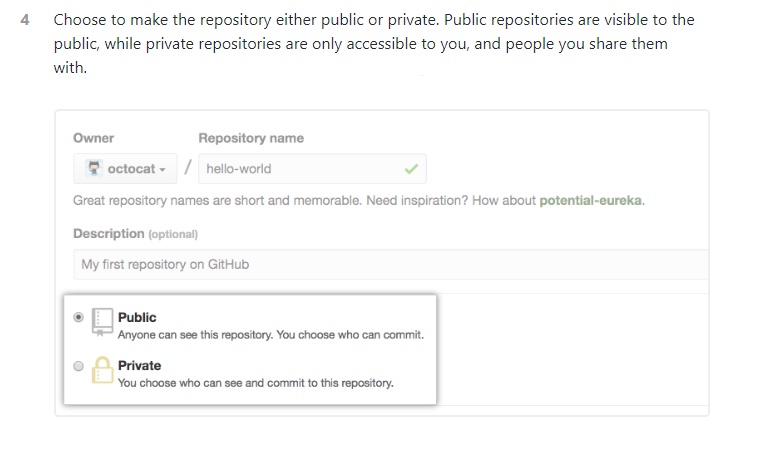 4 Choose to make the repository either public or private. Public repositories are visible to the
public, while private repositories are only accessible to you, and people you share them
with.
Owner Repository name
octocat / hello-world
Great repository names are short and memorable. Need inspiration? How about potential-eureka.
Description (optional)
My first repository on GitHub
Public
Anyone can see this repository. You choose who can commit.
Private
You choose who can see and commit to this repository.